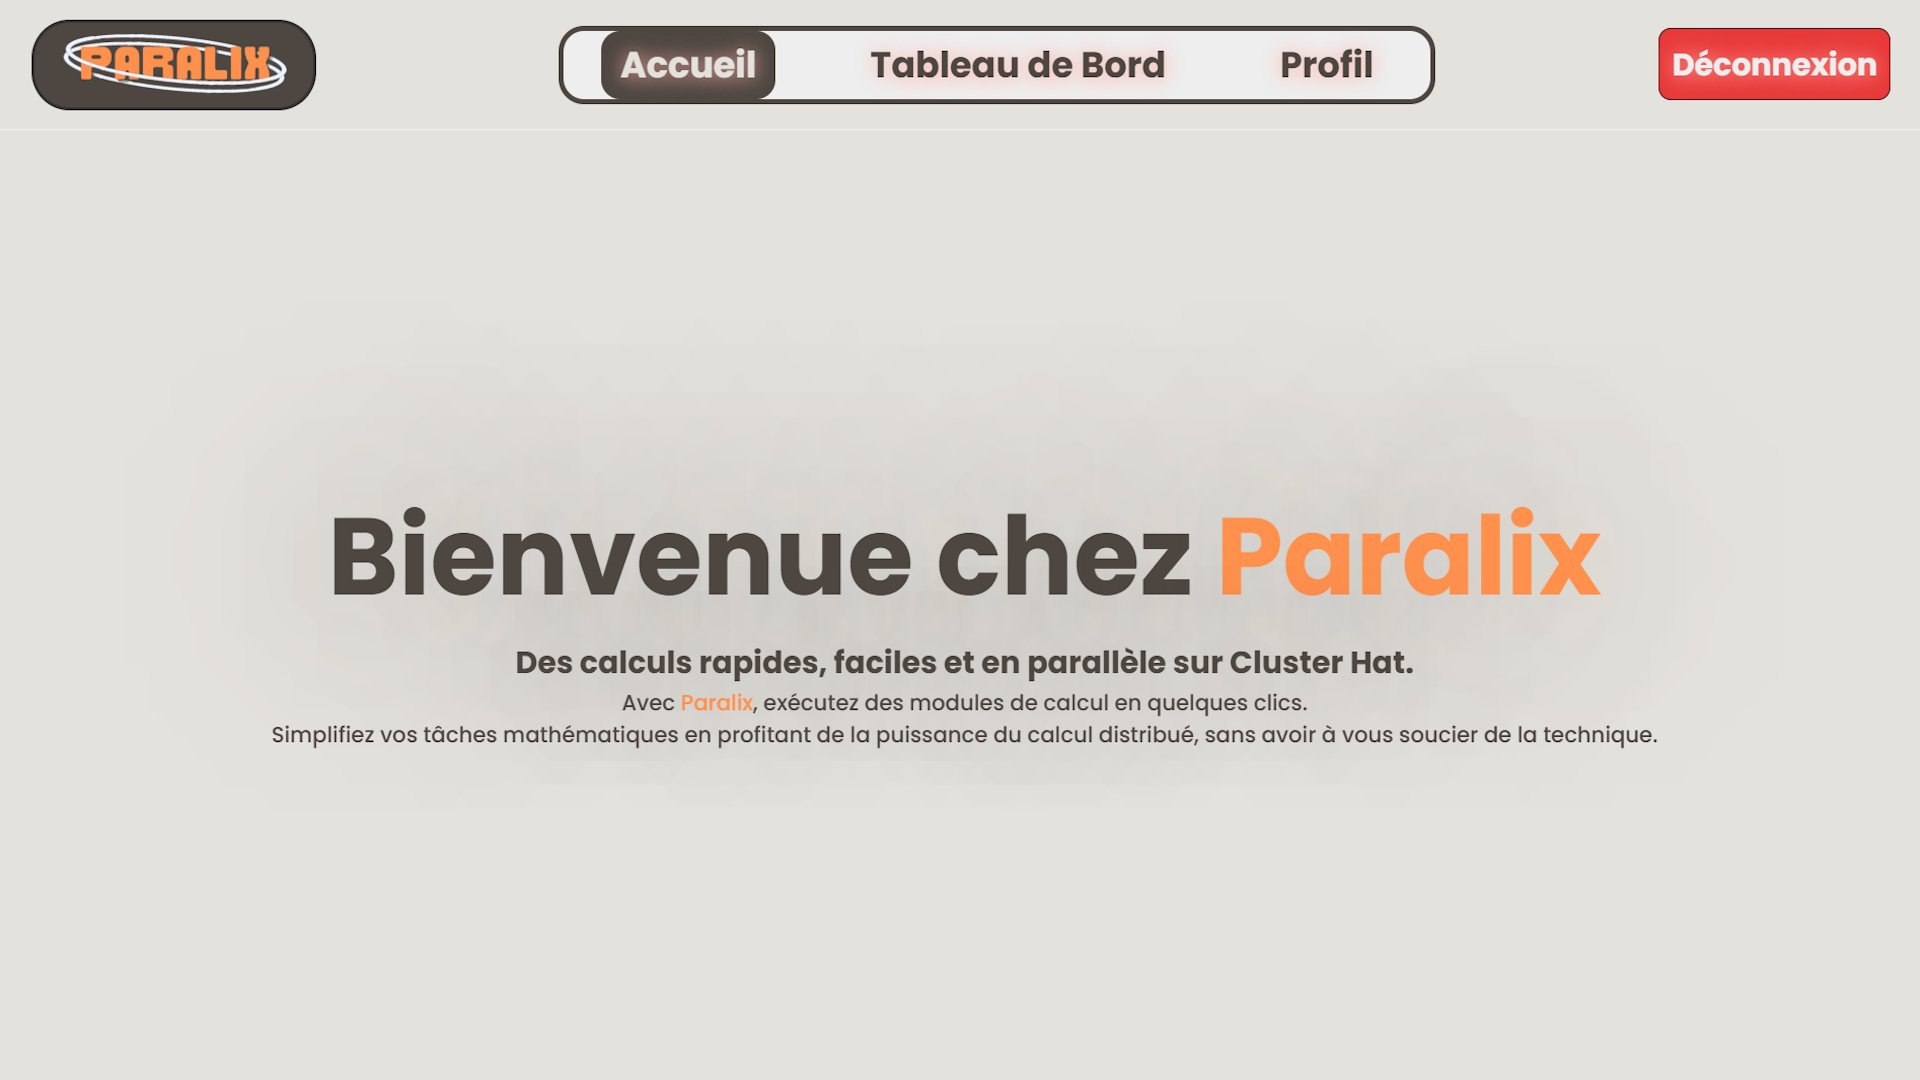 PARALIX
Accueil
Tableau de Bord
Profil
Déconnexion
Bienvenue chez Paralix
Des calculs rapides, faciles et en parallèle sur Cluster Hat.
Avec Paralix, exécutez des modules de calcul en quelques clics.
Simplifiez vos tâches mathématiques en profitant de la puissance du calcul distribué, sans avoir à vous soucier de la technique.